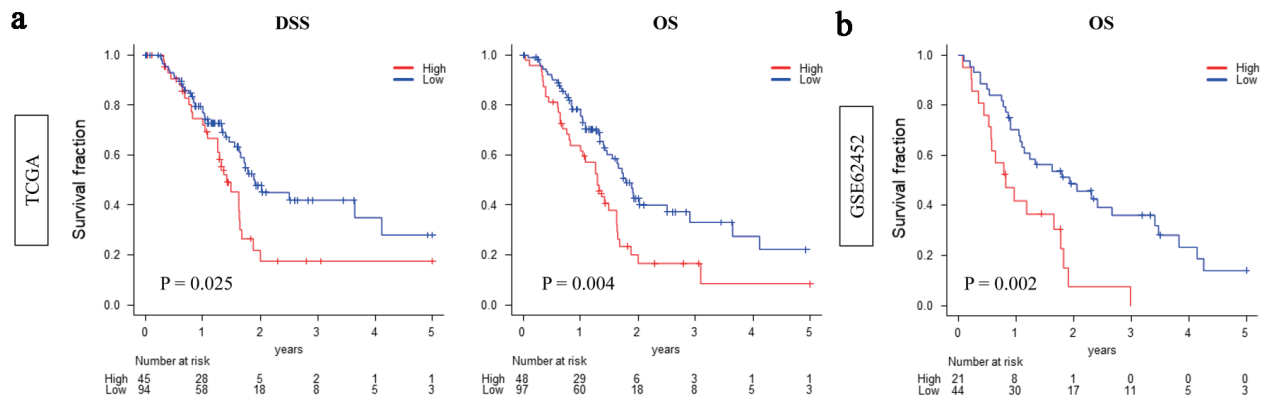 a
DSS
OS
b
OS
TCGA
Survival fraction
1.0
0.8
0.6
0.4
0.2
0.0
High
Low
P = 0.025
0 1 2 3 4 5
years
Number at risk
High 45 28 5 2 1 1
Low 94 58 18 8 5 3
1.0
0.8
0.6
0.4
0.2
0.0
High
Low
P = 0.004
0 1 2 3 4 5
years
Number at risk
48 29 6 3 1 1
97 60 18 8 5 3
High
Low
GSE62452
Survival fraction
1.0
0.8
0.6
0.4
0.2
0.0
High
Low
P = 0.002
0 1 2 3 4 5
years
Number at risk
High 21 8 1 0 0 0
Low 44 30 17 11 5 3